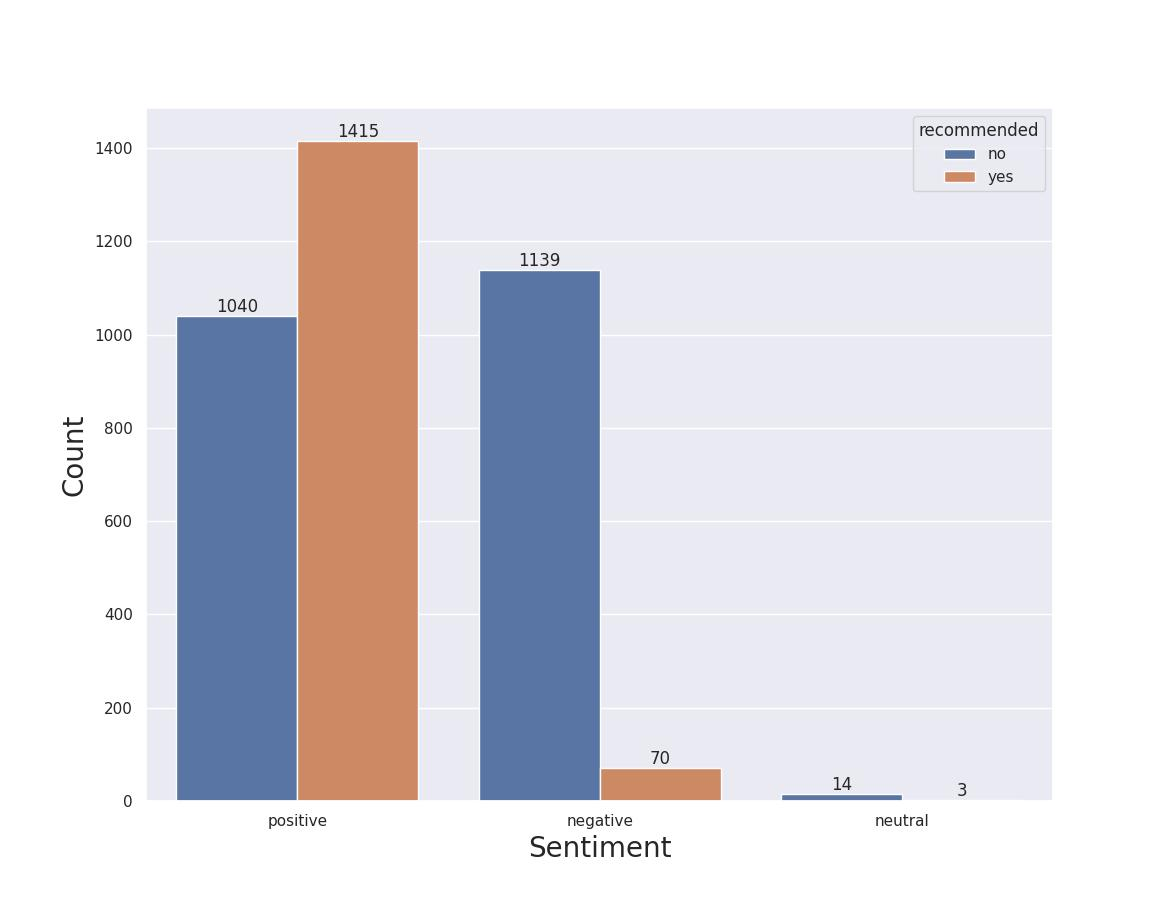 1415
recommended
no
yes
1400
1200
1139
1040
1000
Count
800
600
400
200
70
14
3
0
positive
negative
neutral
Sentiment